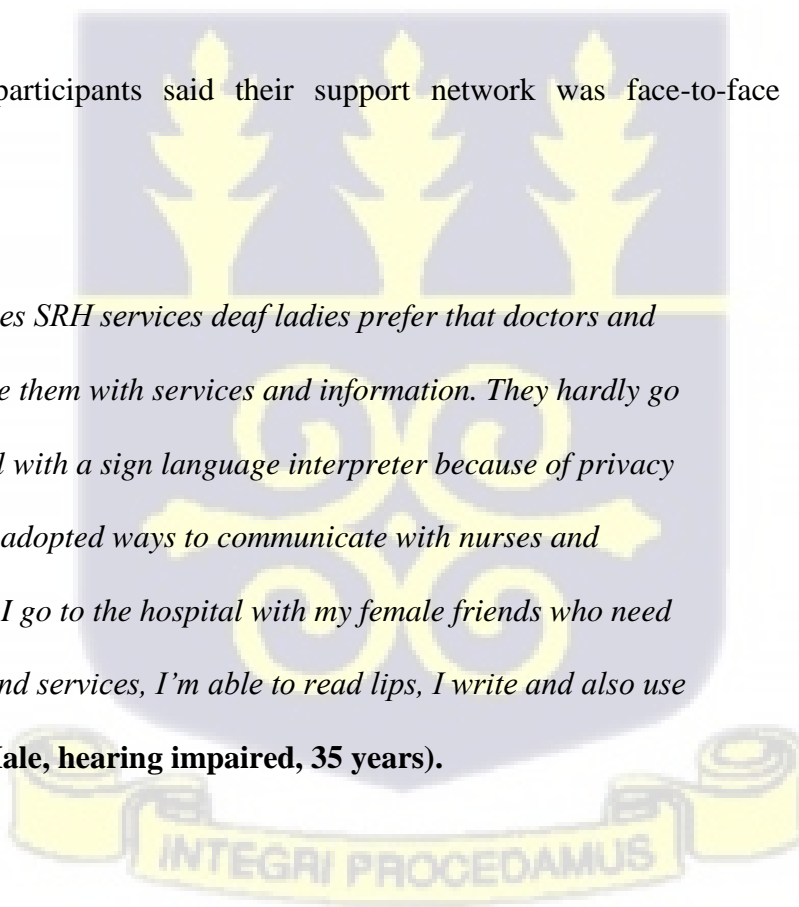 participants said their support network was face-to-face
es SRH services deaf ladies prefer that doctors and
e them with services and information. They hardly go
l with a sign language interpreter because of privacy
adopted ways to communicate with nurses and
I go to the hospital with my female friends who need
nd services, I’m able to read lips, I write and also use
ale, hearing impaired, 35 years).
INTEGRI PROCEDAMUS